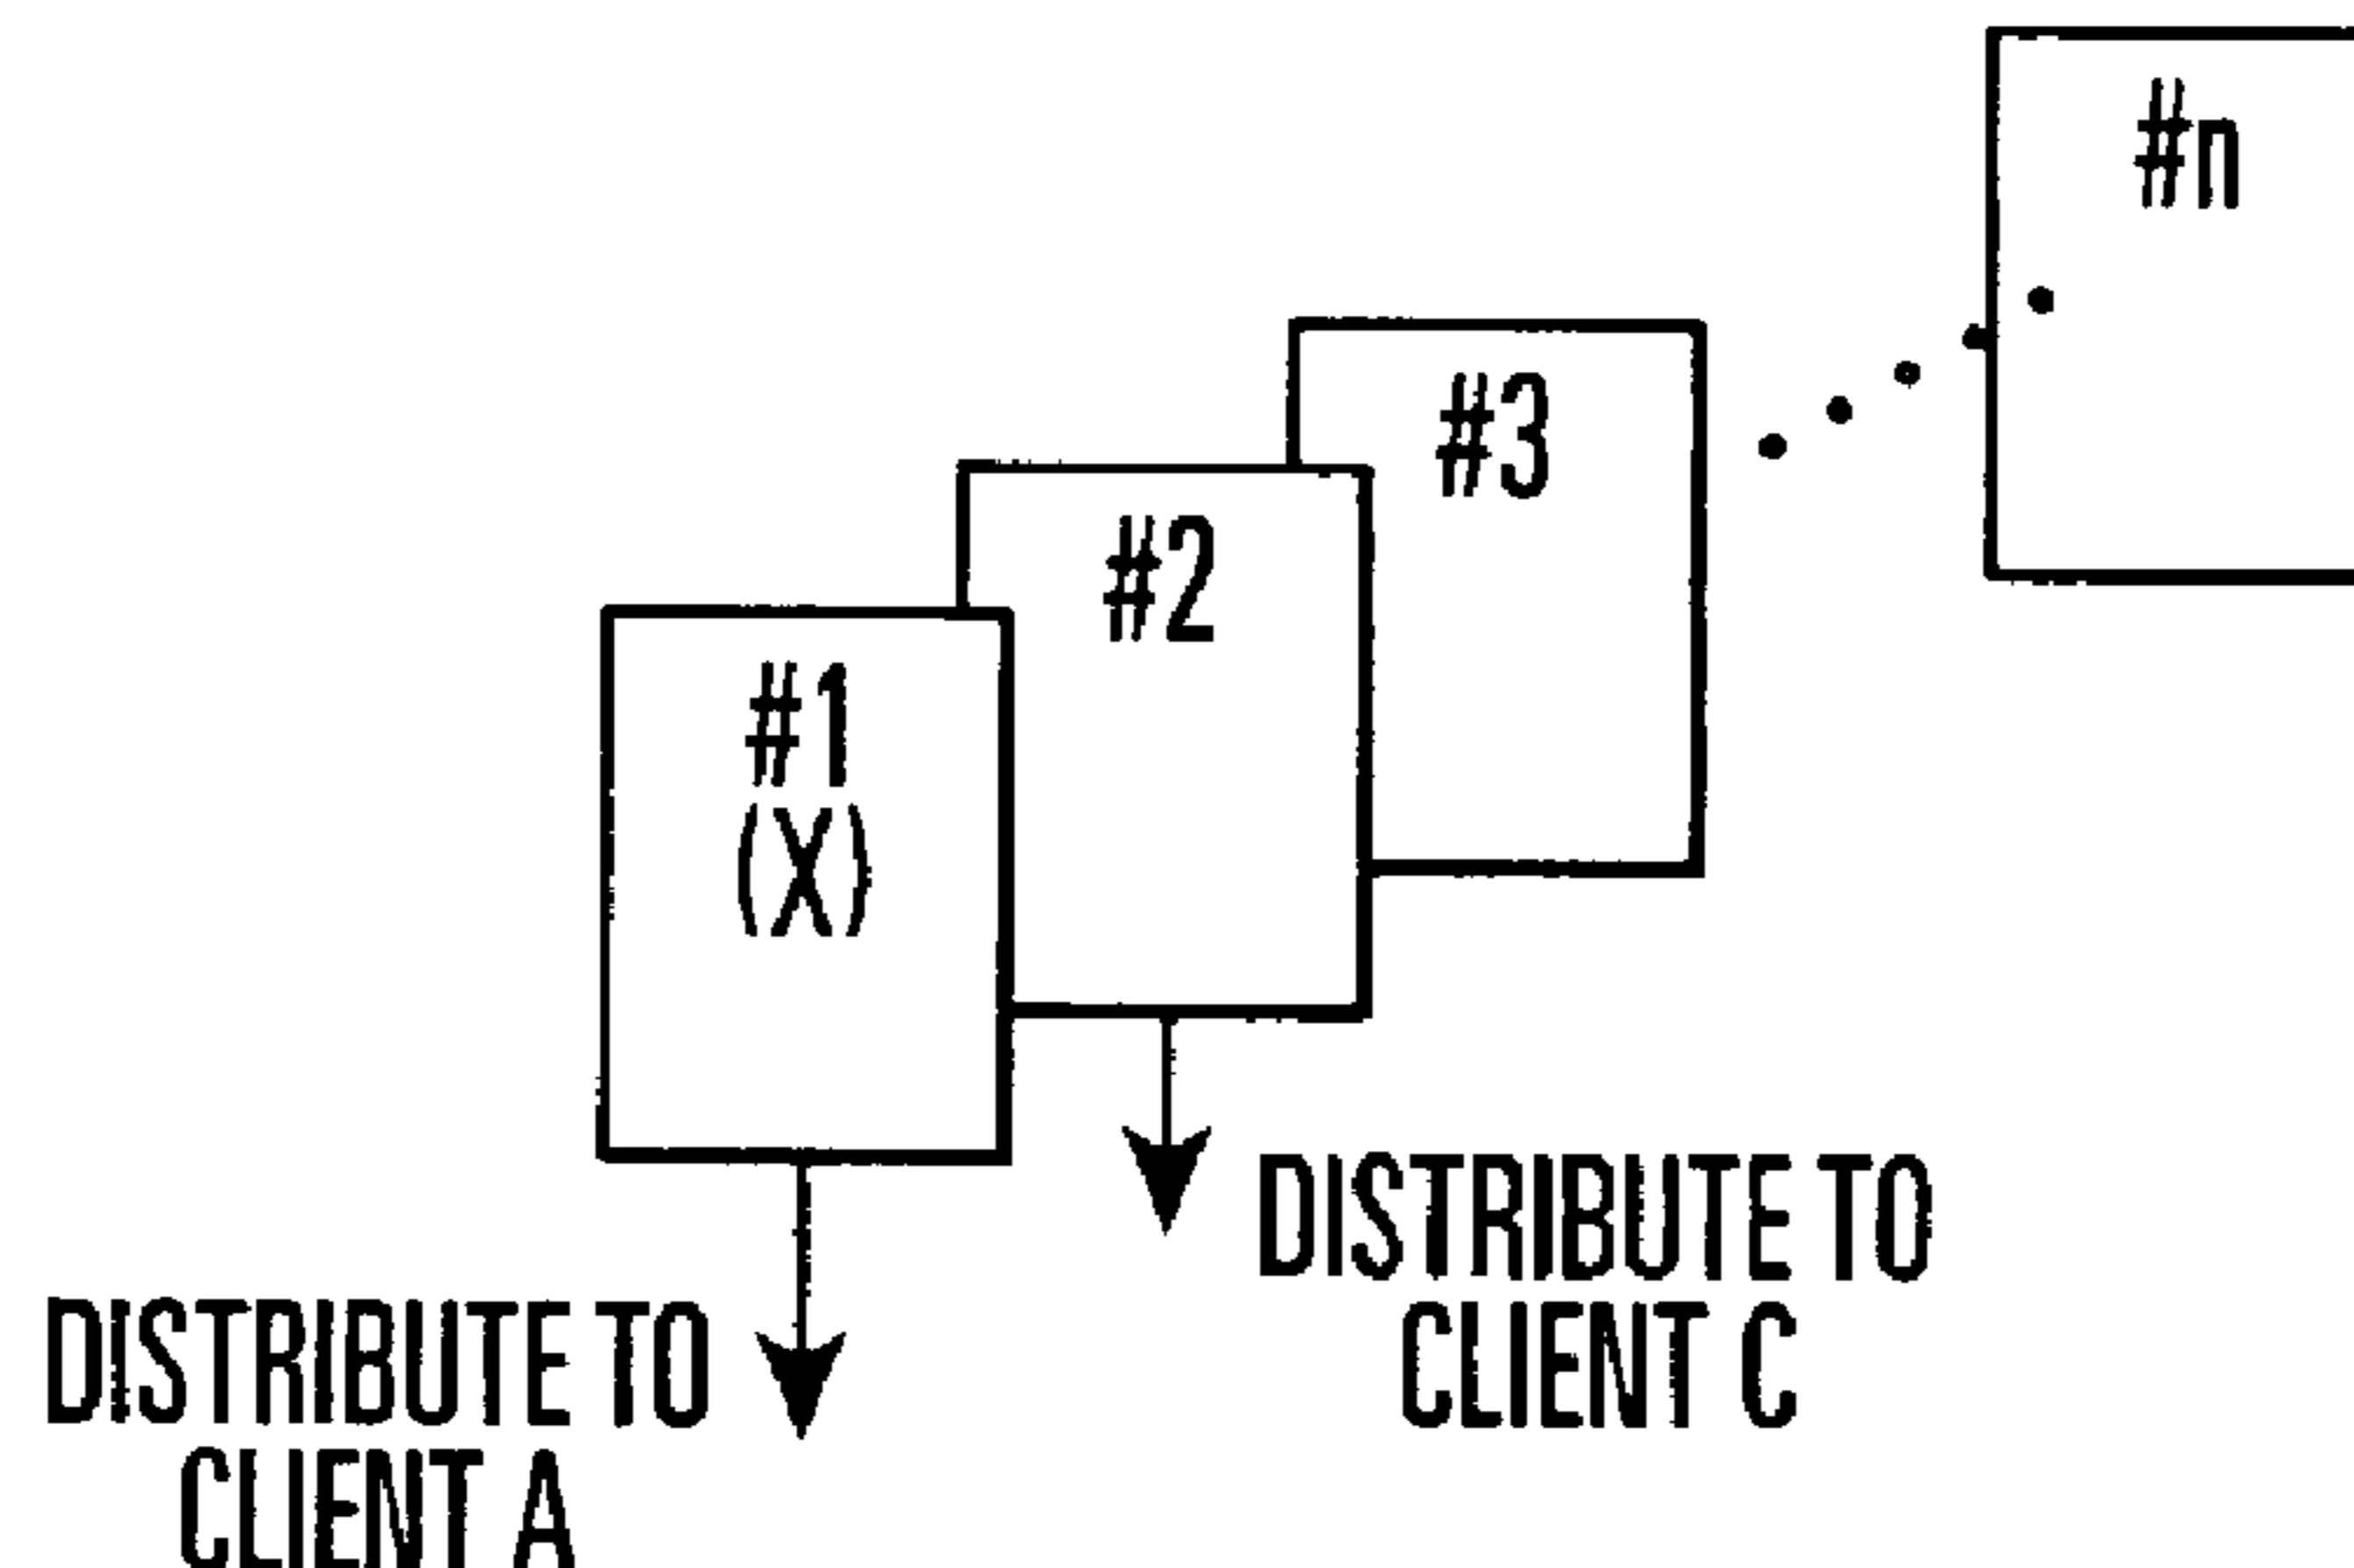 #n
#3
#2
#1
(X)
DISTRIBUTE TO
CLIENT C
DISTRIBUTE TO
CLIENT A